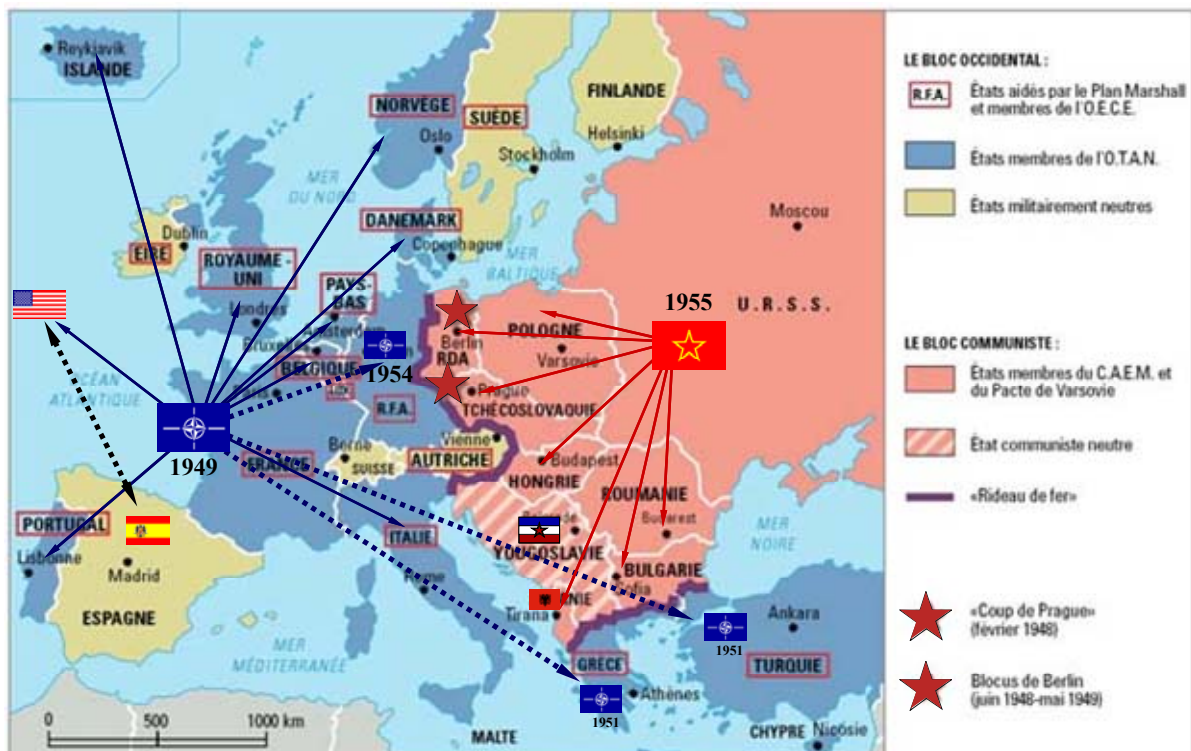 Reykjavik
ISLANDE
NORVÈGE
Oslo
SUÈDE
Stockholm
FINLANDE
Helsinki
MER
DU NORD
DANEMARK
Copenhague
MER
BALTIQUE
Moscou
U.R.S.S.
Dublin
ÉIRE
ROYAUME-
UNI
Londres
PAYS-
BAS
Amsterdam
Bruxelles
BELGIQUE
1954
Berlin
RDA
POLOGNE
Varsovie
1955
Prague
TCHÉCOSLOVAQUIE
R.F.A.
OCÉAN
ATLANTIQUE
1949
FRANCE
Berne
SUISSE
Vienne
AUTRICHE
Budapest
HONGRIE
ROUMANIE
Bucarest
YOUGOSLAVIE
BULGARIE
Sofia
MER
NOIRE
PORTUGAL
Lisbonne
Madrid
ESPAGNE
ITALIE
Rome
Tirana
MER
MÉDITERRANÉE
GRÈCE
Athènes
1951
1951
Ankara
TURQUIE
MALTE
CHYPRE
Nicosie
0
500
1000 km
LE BLOC OCCIDENTAL :
R.F.A.
États aidés par le Plan Marshall
et membres de l'O.E.C.E.
États membres de l'O.T.A.N.
États militairement neutres
LE BLOC COMMUNISTE :
États membres du C.A.E.M. et
du Pacte de Varsovie
État communiste neutre
«Rideau de fer»
«Coup de Prague»
(février 1948)
Blocus de Berlin
(juin 1948-mai 1949)